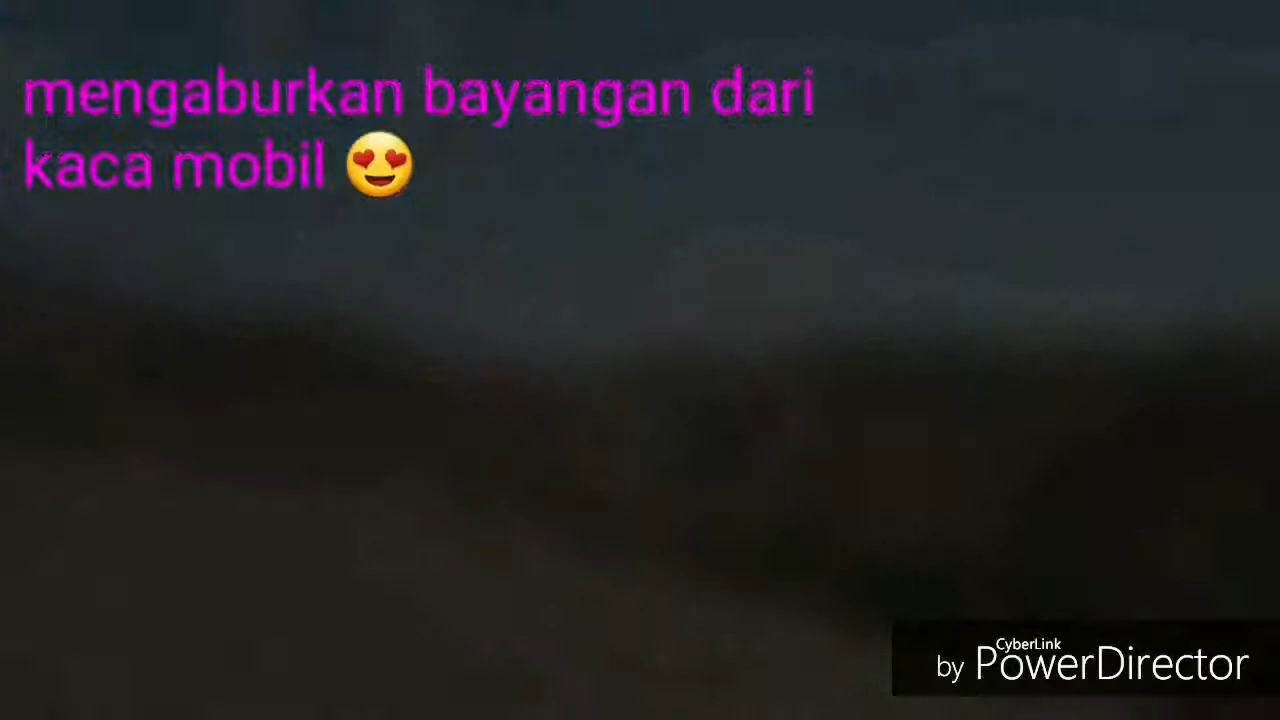 mengaburkan bayangan dari
kaca mobil 😍
CyberLink
by PowerDirector